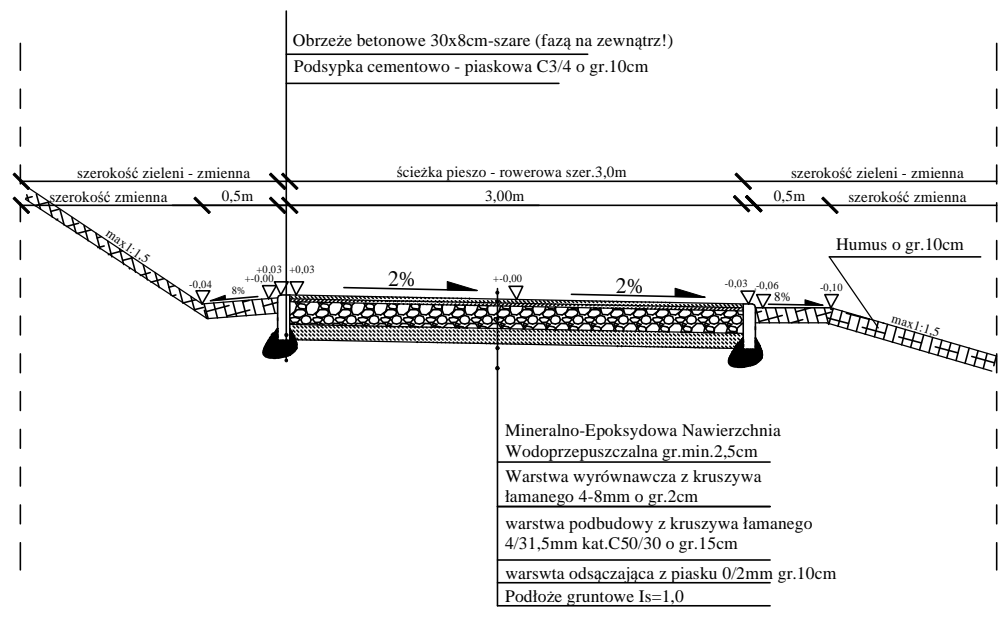 Obrzeże betonowe 30x8cm-szare (fazą na zewnątrz!)
Podsypka cementowo - piaskowa C3/4 o gr.10cm
szerokość zieleni - zmienna
ścieżka pieszo - rowerowa szer.3,0m
szerokość zieleni - zmienna
szerokość zmienna
0,5m
3,00m
0,5m
szerokość zmienna
max1:1,5
Humus o gr.10cm
+0,03
+0,03
+-0,00
-0,04
8%
2%
+-0,00
2%
-0,03
-0,06
8%
-0,10
max1:1,5
Mineralno-Epoksydowa Nawierzchnia
Wodoprzepuszczalna gr.min.2,5cm
Warstwa wyrównawcza z kruszywa
łamanego 4-8mm o gr.2cm
warstwa podbudowy z kruszywa łamanego
4/31,5mm kat.C50/30 o gr.15cm
warswta odsączająca z piasku 0/2mm gr.10cm
Podłoże gruntowe Is=1,0